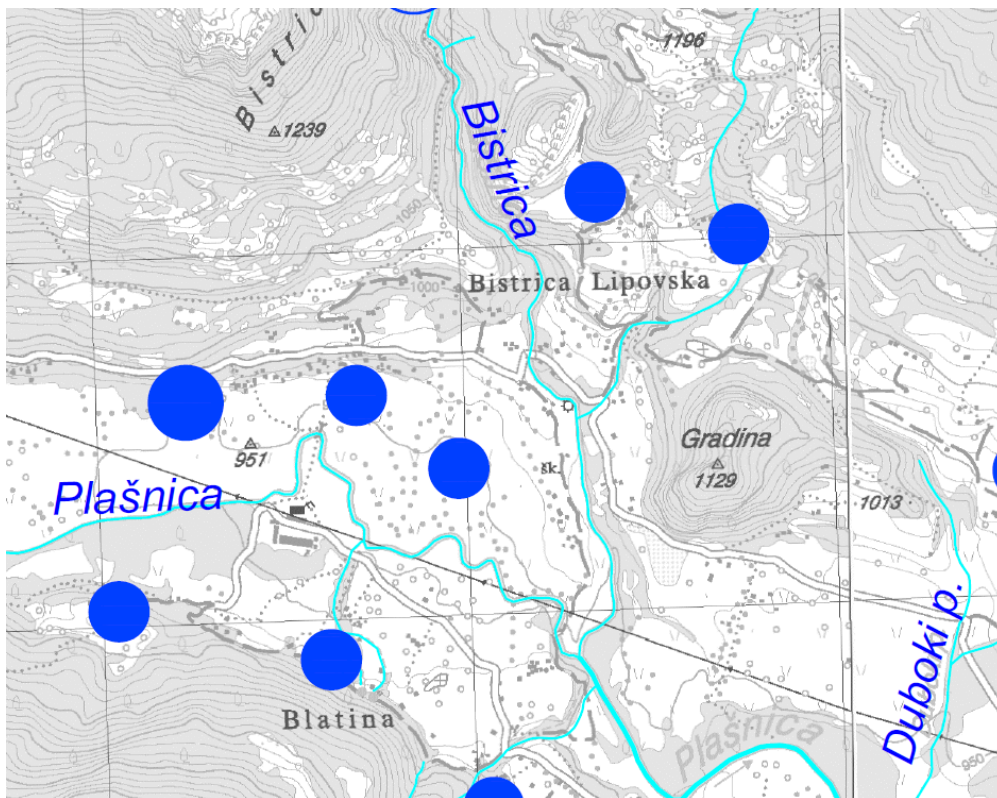 Bistric
1239
1196
Bistrica
1050
Bistrica Lipovska
1000
951
Gradina
1129
šk.
Plašnica
1013
E
Duboki p.
Blatina
Plašnica
950